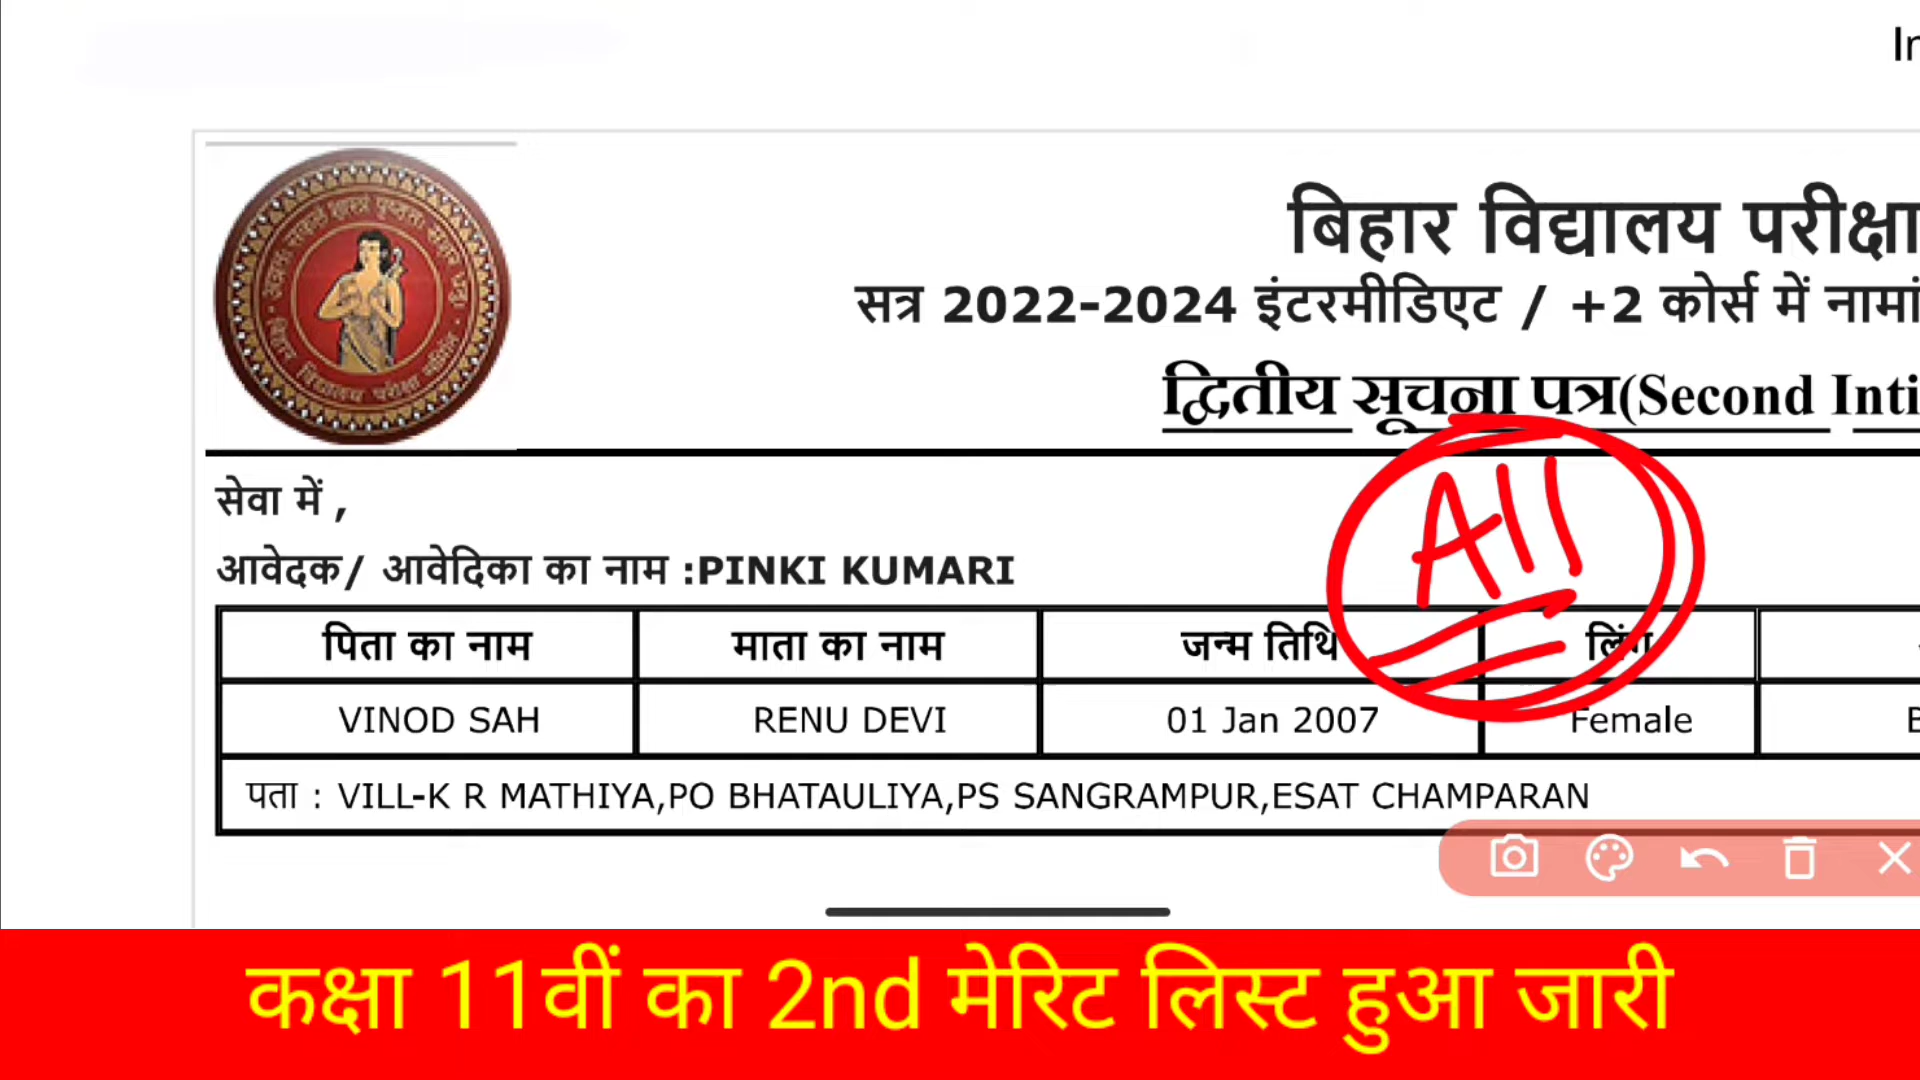 बिहार विद्यालय परीक्षा
सत्र 2022-2024 इंटरमीडिएट / +2 कोर्स में नामां
द्वितीय सूचना पत्र(Second Inti
सेवा में ,
All
आवेदक/ आवेदिका का नाम :PINKI KUMARI
पिता का नाम माता का नाम जन्म तिथि लिंग
VINOD SAH RENU DEVI 01 Jan 2007 Female
पता : VILL-K R MATHIYA,PO BHATAULIYA,PS SANGRAMPUR,ESAT CHAMPARAN
कक्षा 11वीं का 2nd मेरिट लिस्ट हुआ जारी